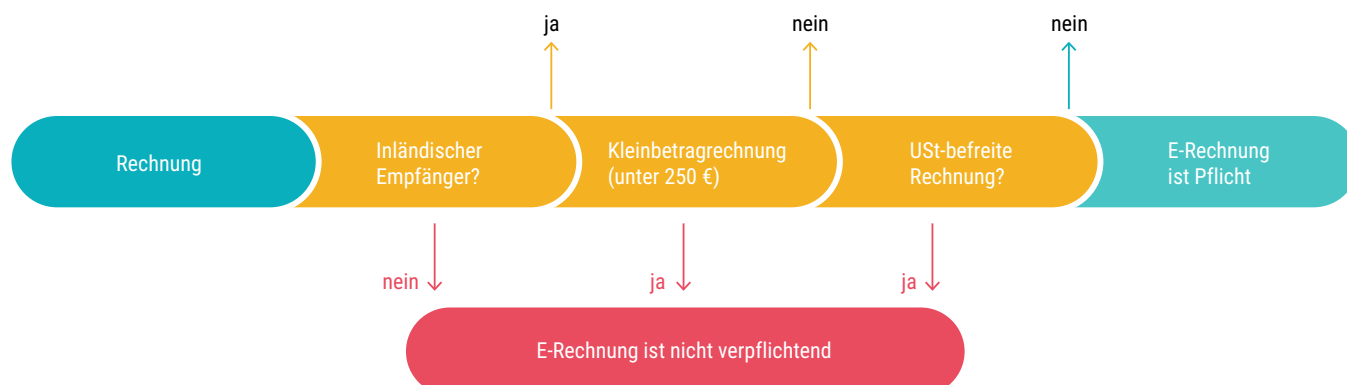 ja
nein
nein
Rechnung
Inländischer
Empfänger?
Kleinbetragrechnung
(unter 250 €)
USt-befreite
Rechnung?
E-Rechnung
ist Pflicht
nein
ja
ja
E-Rechnung ist nicht verpflichtend